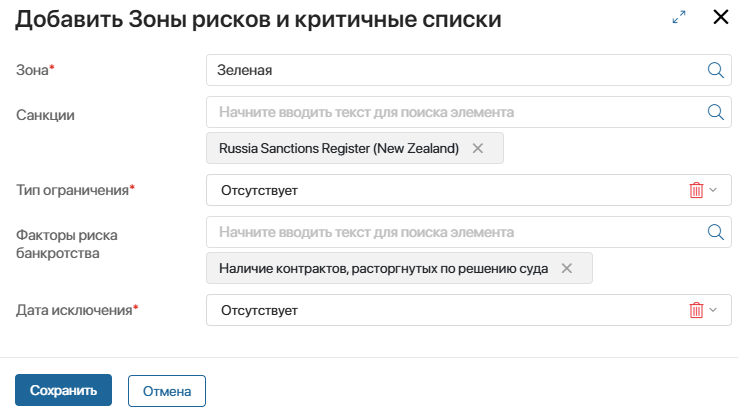 Добавить Зоны рисков и критичные списки
Зона*
Зеленая
Санкции
Начните вводить текст для поиска элемента
Russia Sanctions Register (New Zealand)
Тип ограничения*
Отсутствует
Факторы риска
банкротства
Начните вводить текст для поиска элемента
Наличие контрактов, расторгнутых по решению суда
Дата исключения*
Отсутствует
Сохранить
Отмена